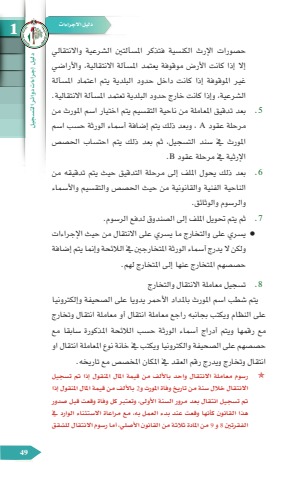 دليل الاجراءات
1
دليل إجراءات دوائر التسجيل
حصورات الإرث الكنسية فتذكر المسألتين الشرعية والانتقالي
إلا إذا كانت الأرض موقوفة يعتمد المسألة الانتقالية، والأراضي
غير الموقوفة إذا كانت داخل حدود البلدية يتم اعتماد المسألة
الشرعية، وإذا كانت خارج حدود البلدية تعتمد المسألة الانتقالية.
5. بعد تدقيق المعاملة من ناحية التقسيم يتم اختيار اسم المورث من
مرحلة عقود A ، وبعد ذلك يتم إضافة أسماء الورثة حسب اسم
المورث في سند التسجيل، ثم بعد ذلك يتم احتساب الحصص
الإرثية في مرحلة عقود B.
6. بعد ذلك يحول الملف إلى مرحلة التدقيق حيث يتم تدقيقه من
الناحية الفنية والقانونية من حيث الحصص والتقسيم والأسماء
والرسوم والوثائق.
7. ثم يتم تحويل الملف إلى الصندوق لدفع الرسوم.
● يسري على والتخارج ما يسري على الانتقال من حيث الإجراءات
ولكن لا يدرج أسماء الورثة المتخارجين في اللائحة وإنما يتم إضافة
حصصهم المتخارج عنها إلى المتخارج لهم.
8. تسجيل معاملة الانتقال والتخارج
يتم شطب اسم المورث بالمداد الأحمر يدويا على الصحيفة وإلكترونيا
على النظام ويكتب بجانبه راجع معاملة انتقال أو معاملة انتقال وتخارج
مع رقمها ويتم أدراج أسماء الورثة حسب اللائحة المذكورة سابقا مع
حصصهم على الصحيفة والكترونيا ويكتب في خانة نوع المعاملة انتقال او
انتقال وتخارج ويدرج رقم العقد في المكان المخصص مع تاريخه.
* رسوم معاملة الانتقال واحد بالألف من قيمة المال المنقول إذا تم تسجيل
الانتقال خلال سنة من تاريخ وفاة المورث و2 بالألف من قيمة المال المنقول إذا
تم تسجيل انتقال بعد مرور السنة الأولى، وتعتبر كل وفاة وقعت قبل صدور
هذا القانون كأنها وقعت عند بدء العمل به، مع مراعاة الاستثناء الوارد في
الفقرتين 8 و 9 من المادة ثلاثة من القانون الأصلي، اما رسوم الانتقال للشقق
49